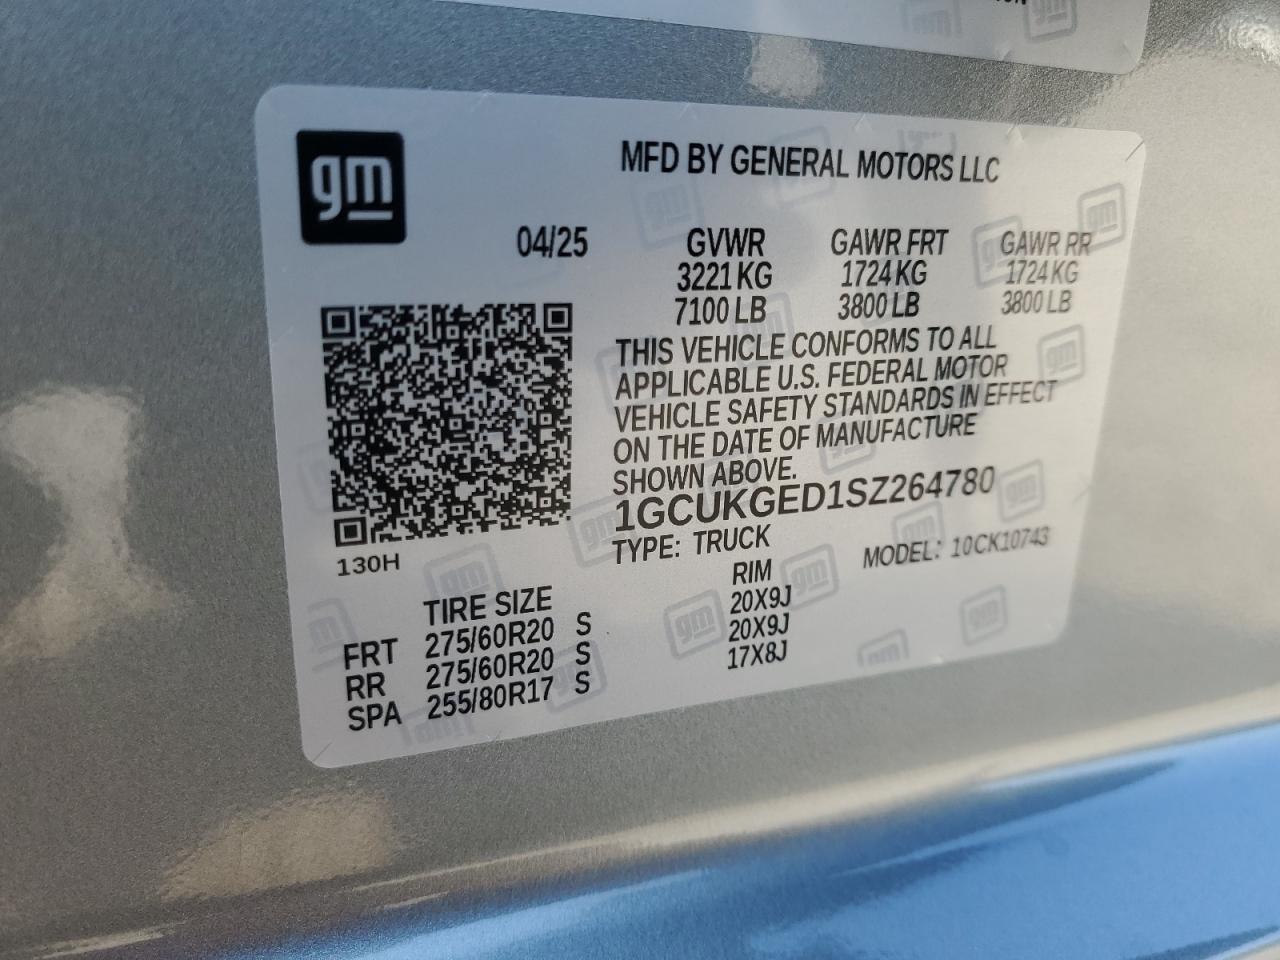 gm
MFD BY GENERAL MOTORS LLC
04/25 GVWR GAWR FRT GAWR RR
3221 KG 1724 KG 1724 KG
7100 LB 3800 LB 3800 LB
THIS VEHICLE CONFORMS TO ALL
APPLICABLE U.S. FEDERAL MOTOR
VEHICLE SAFETY STANDARDS IN EFFECT
ON THE DATE OF MANUFACTURE
SHOWN ABOVE.
1GCUKGED1SZ264780
TYPE: TRUCK MODEL: 10CK10743
130H
TIRE SIZE RIM
FRT 275/60R20 S 20X9J
RR 275/60R20 S 20X9J
SPA 255/80R17 S 17X8J